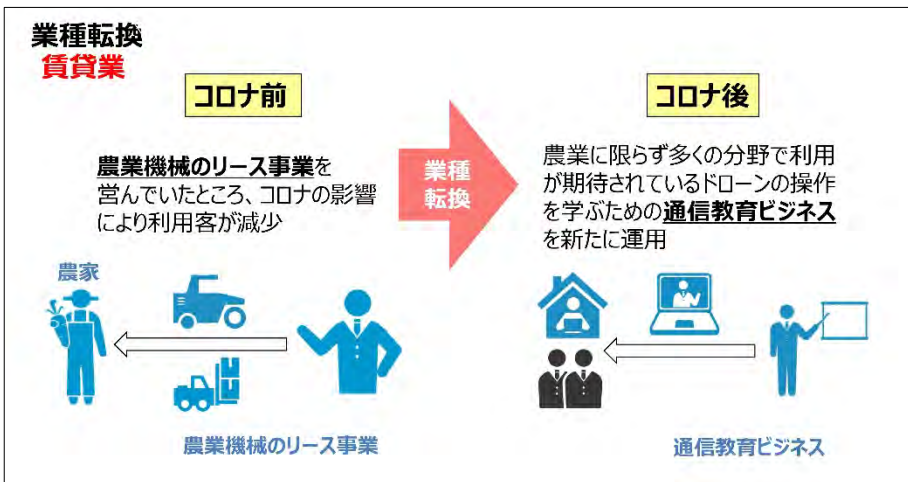 業種転換
賃貸業
コロナ前
農業機械のリース事業を
営んでいたところ、コロナの影響
により利用客が減少
業種
転換
コロナ後
農業に限らず多くの分野で利用
が期待されているドローンの操作
を学ぶための通信教育ビジネス
を新たに運用
農家
農業機械のリース事業
通信教育ビジネス